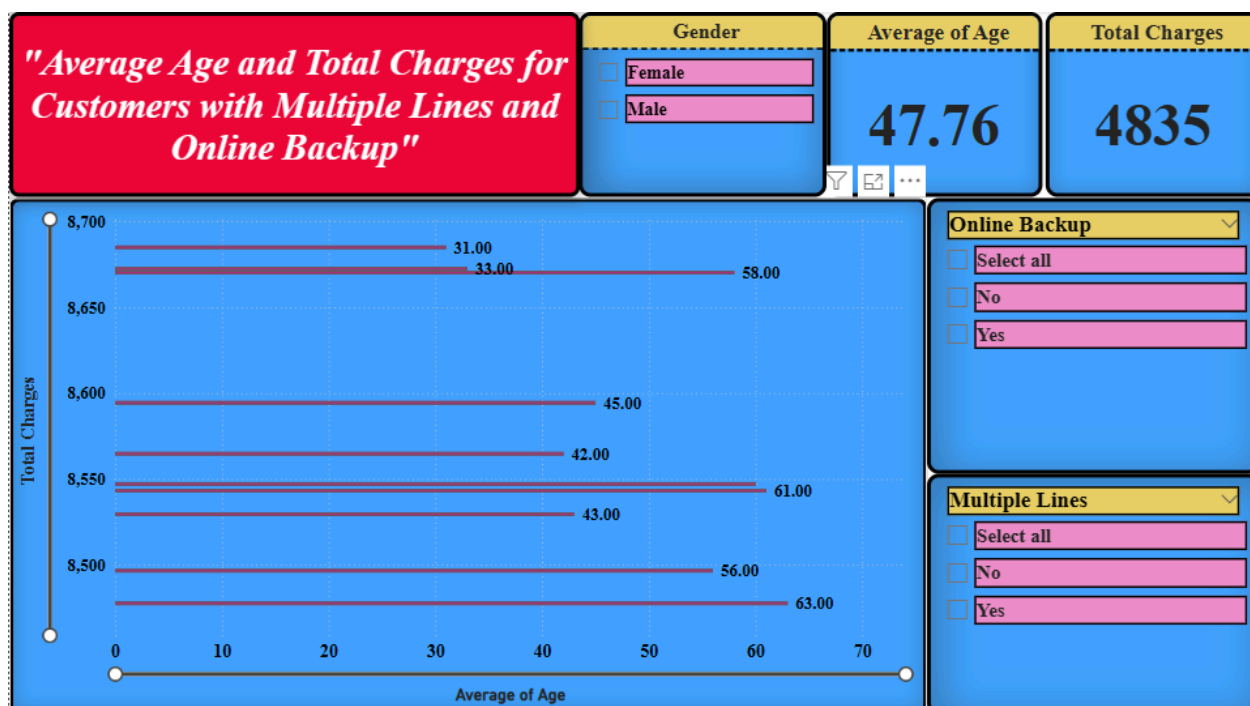 "Average Age and Total Charges for
Customers with Multiple Lines and
Online Backup"
Gender
Female
Male
Average of Age
47.76
Total Charges
4835
8,700
8,650
8,600
8,550
8,500
Total Charges
31.00
33.00
58.00
45.00
42.00
61.00
43.00
56.00
63.00
0 10 20 30 40 50 60 70
Average of Age
Online Backup
Select all
No
Yes
Multiple Lines
Select all
No
Yes